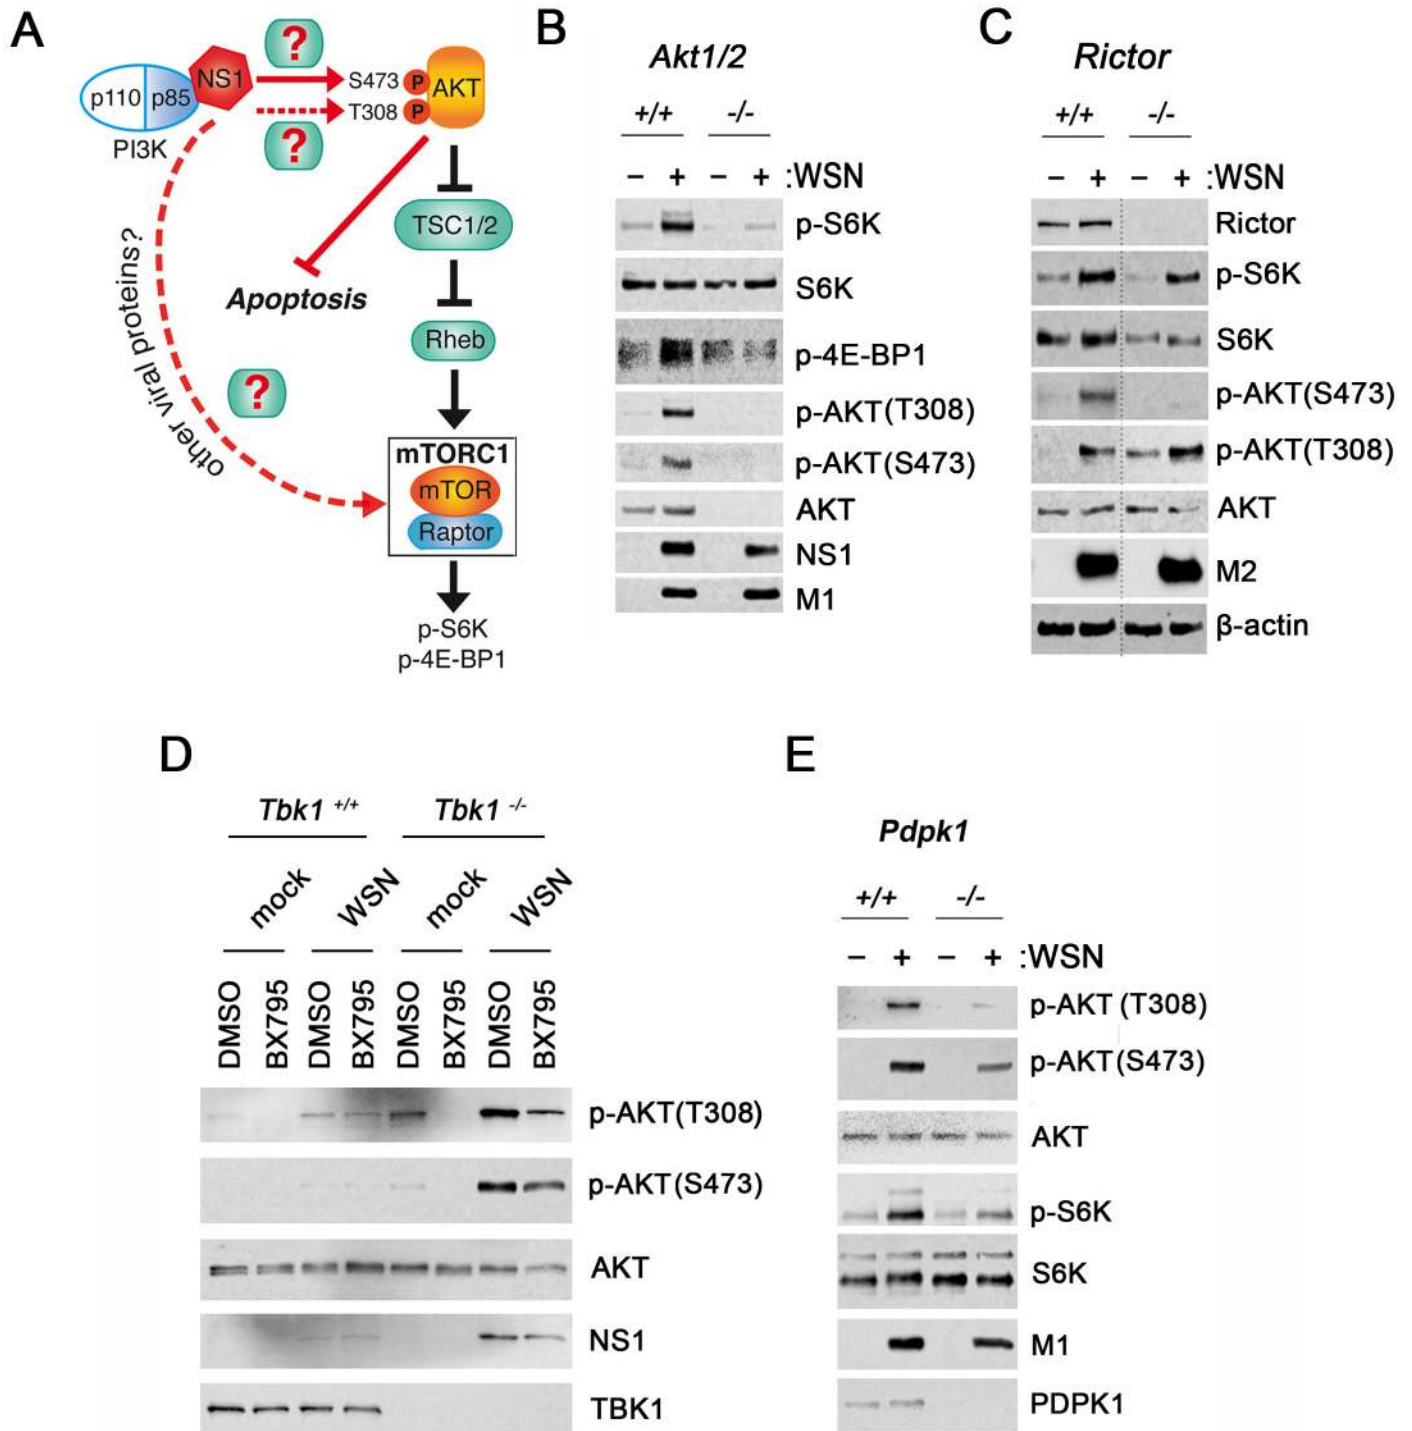 A
?
NS1
p110 p85
PI3K
S473 P
T308 P
AKT
?
TSC1/2
Apoptosis
Rheb
other viral proteins?
?
mTORC1
mTOR
Raptor
p-S6K
p-4E-BP1
B
Akt1/2
+/+ -/-
− + − + :WSN
p-S6K
S6K
p-4E-BP1
p-AKT(T308)
p-AKT(S473)
AKT
NS1
M1
C
Rictor
+/+ -/-
− + − + :WSN
Rictor
p-S6K
S6K
p-AKT(S473)
p-AKT(T308)
AKT
M2
β-actin
D
Tbk1 +/+ Tbk1 -/-
mock WSN mock WSN
DMSO BX795 DMSO BX795 DMSO BX795 DMSO BX795
p-AKT(T308)
p-AKT(S473)
AKT
NS1
TBK1
E
Pdpk1
+/+ -/-
− + − + :WSN
p-AKT (T308)
p-AKT(S473)
AKT
p-S6K
S6K
M1
PDPK1